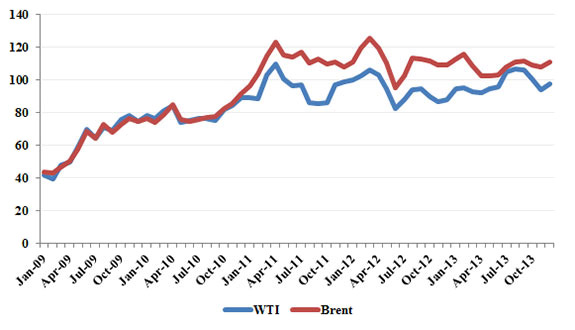 140
120
100
80
60
40
20
0
Jan-09
Apr-09
Jul-09
Oct-09
Jan-10
Apr-10
Jul-10
Oct-10
Jan-11
Apr-11
Jul-11
Oct-11
Jan-12
Apr-12
Jul-12
Oct-12
Jan-13
Apr-13
Jul-13
Oct-13
WTI Brent